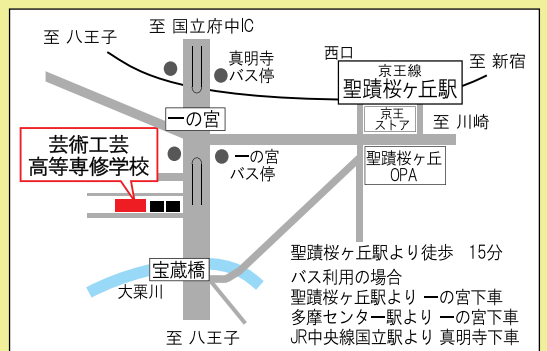 至 国立府中IC
至 八王子
真明寺
バス停
西口
京王線
聖蹟桜ヶ丘駅
至 新宿
京王
ストア
至 川崎
一の宮
芸術工芸
高等専修学校
一の宮
バス停
聖蹟桜ヶ丘
OPA
宝蔵橋
大栗川
至 八王子
聖蹟桜ヶ丘駅より徒歩 15分
バス利用の場合
聖蹟桜ヶ丘駅より 一の宮下車
多摩センター駅より 一の宮下車
JR中央線国立駅より 真明寺下車